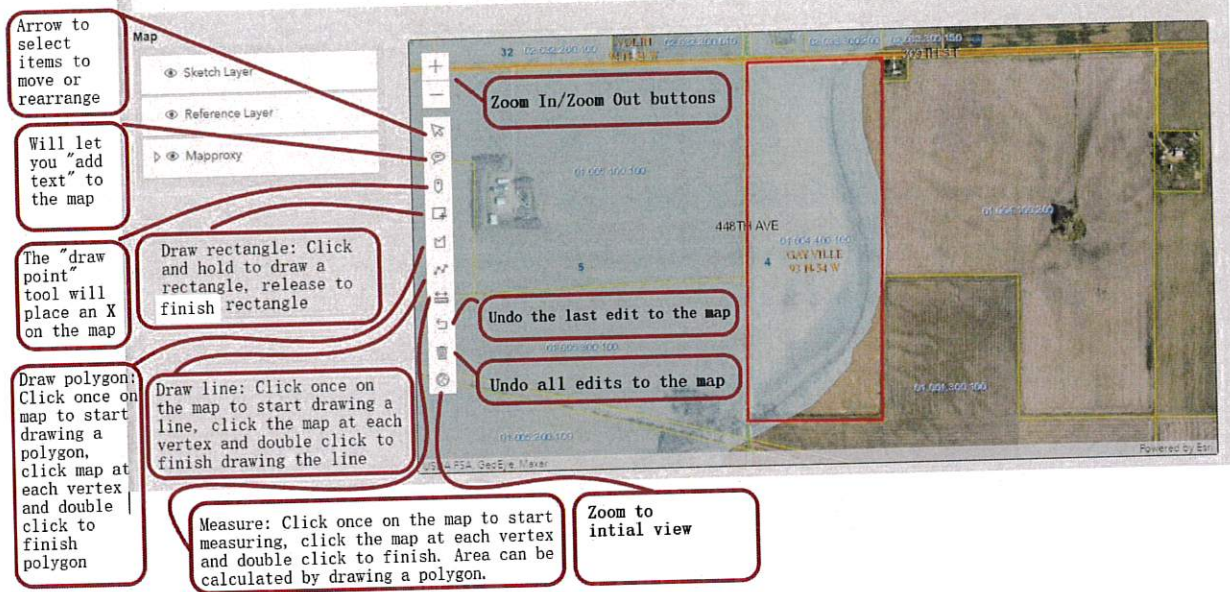 Arrow to
select
items to
move or
rearrange
Map
Sketch Layer
Reference Layer
Mapproxy
Will let
you "add
text" to
the map
The "draw
point"
tool will
place an X
on the map
Draw rectangle: Click
and hold to draw a
rectangle, release to
finish rectangle
Draw polygon:
Click once on
map to start
drawing a
polygon,
click map at
each vertex
and double
click to
finish
polygon
Draw line: Click once on
the map to start drawing a
line, click the map at each
vertex and double click to
finish drawing the line
Measure: Click once on the map to start
measuring, click the map at each vertex
and double click to finish. Area can be
calculated by drawing a polygon.
Zoom to
intial view
Zoom In/Zoom Out buttons
Undo the last edit to the map
Undo all edits to the map
32
448TH AVE
GAYVILLE
93 N-54 W
5
4
Powered by Esri